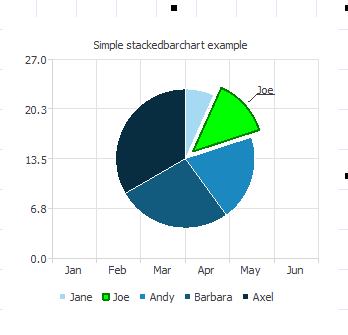 Simple stackedbarchart example
27.0
Joe
20.3
13.5
6.8
0.0
Jan Feb Mar Apr May Jun
Jane Joe Andy Barbara Axel